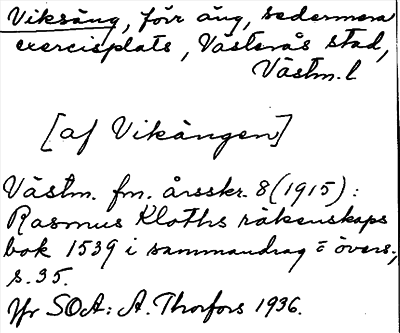 Viksäng, förr äng, sedermera
exercisplats, Västerås stad,
Västm. l
[af Vikängen]
Västm. fm. årsskr. 8 (1915):
Rasmus Kloths räkenskaps
bok 1539 i sammandrag o övers.,
s. 35.
Jfr SOA: A. Thorfors 1936.